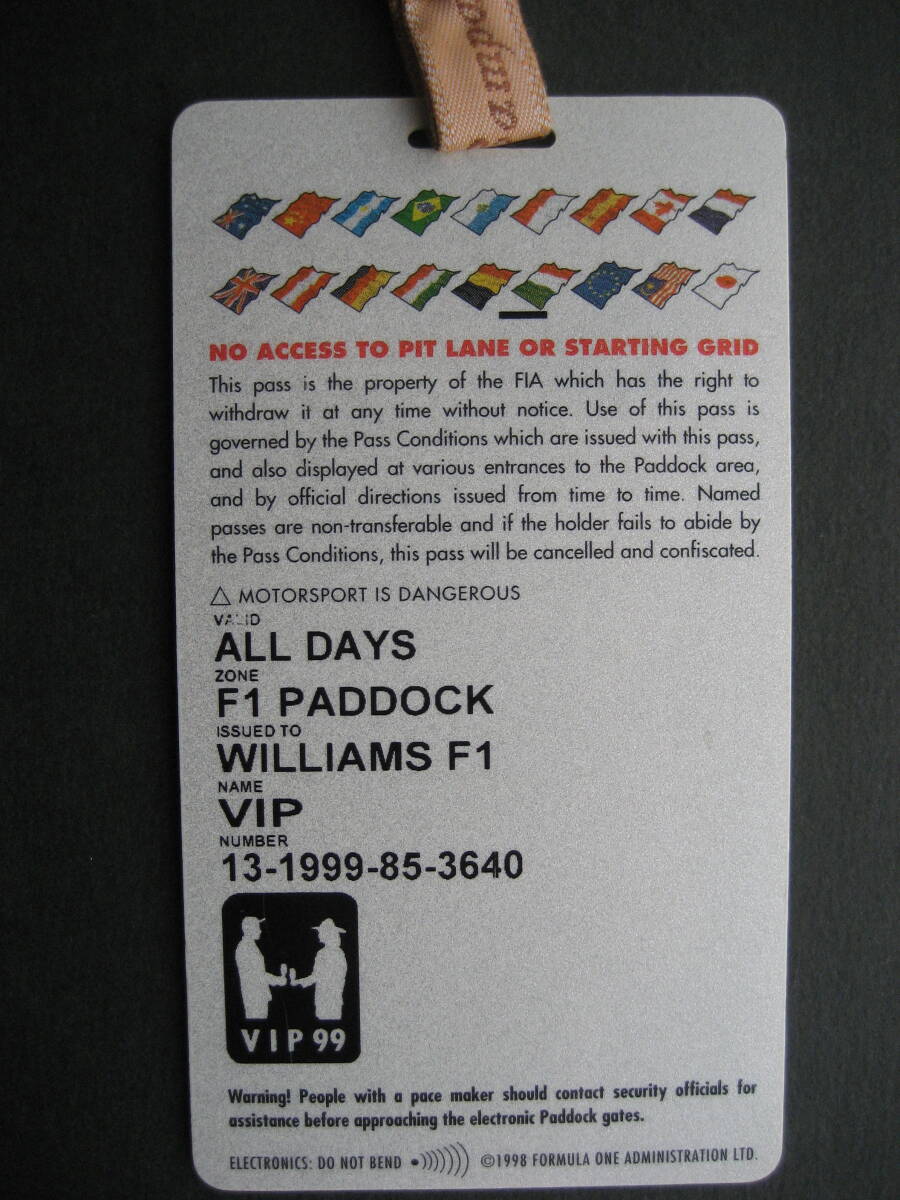 NO ACCESS TO PIT LANE OR STARTING GRID
This pass is the property of the FIA which has the right to
withdraw it at any time without notice. Use of this pass is
governed by the Pass Conditions which are issued with this pass,
and also displayed at various entrances to the Paddock area,
and by official directions issued from time to time. Named
passes are non-transferable and if the holder fails to abide by
the Pass Conditions, this pass will be cancelled and confiscated.
MOTORSPORT IS DANGEROUS
VALID
ALL DAYS
ZONE
F1 PADDOCK
ISSUED TO
WILLIAMS F1
NAME
VIP
NUMBER
13-1999-85-3640
VIP 99
Warning! People with a pace maker should contact security officials for
assistance before approaching the electronic Paddock gates.
ELECTRONICS: DO NOT BEND ©1998 FORMULA ONE ADMINISTRATION LTD.